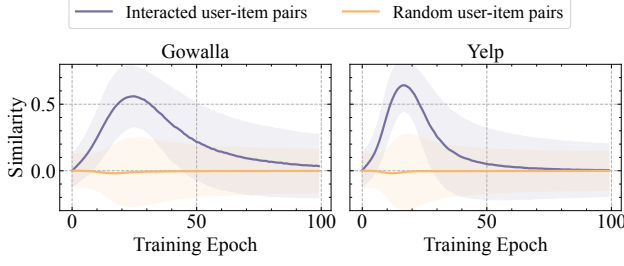 Interacted user-item pairs Random user-item pairs
Gowalla Yelp
Similarity
0.5
0.0
0 50 100 0 50 100
Training Epoch Training Epoch